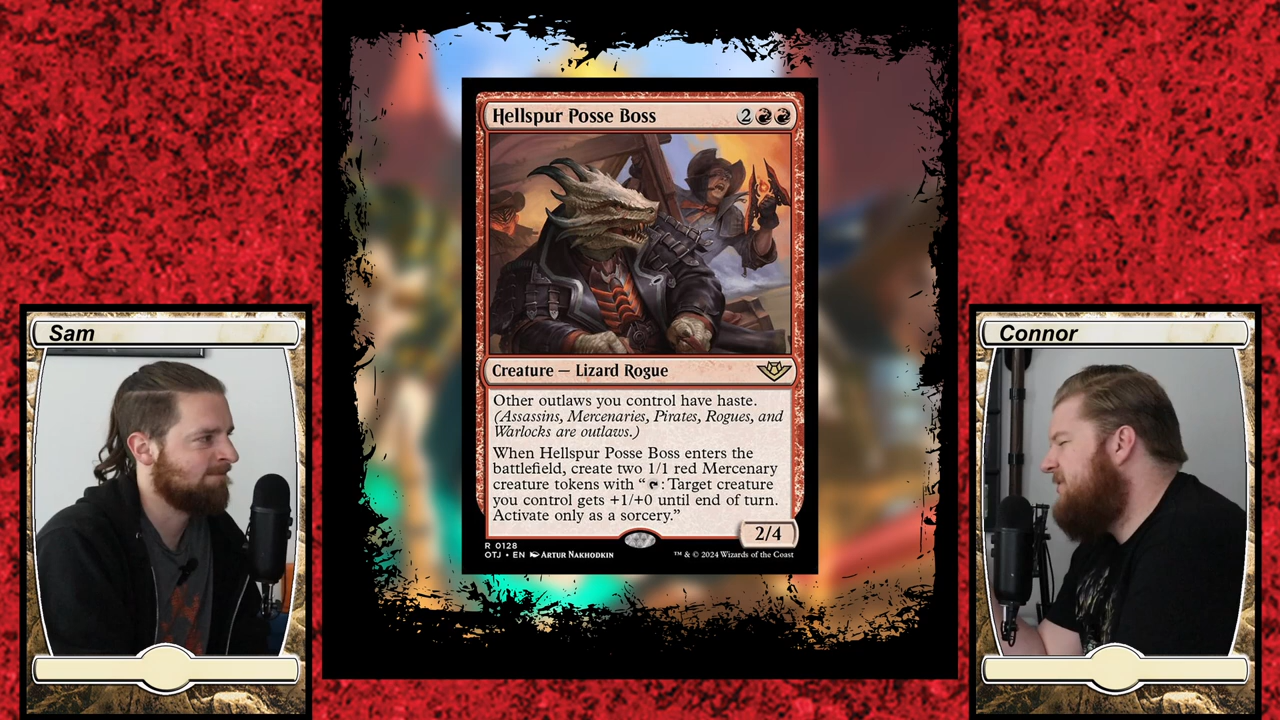 Hellspur Posse Boss 2
Creature — Lizard Rogue
Other outlaws you control have haste.
(Assassins, Mercenaries, Pirates, Rogues, and
Warlocks are outlaws.)
When Hellspur Posse Boss enters the
battlefield, create two 1/1 red Mercenary
creature tokens with “ : Target creature
you control gets +1/+0 until end of turn.
Activate only as a sorcery.”
2/4
R 0128
OTJ • EN ARTUR NAKHODKIN
™ & © 2024 Wizards of the Coast
Sam
Connor